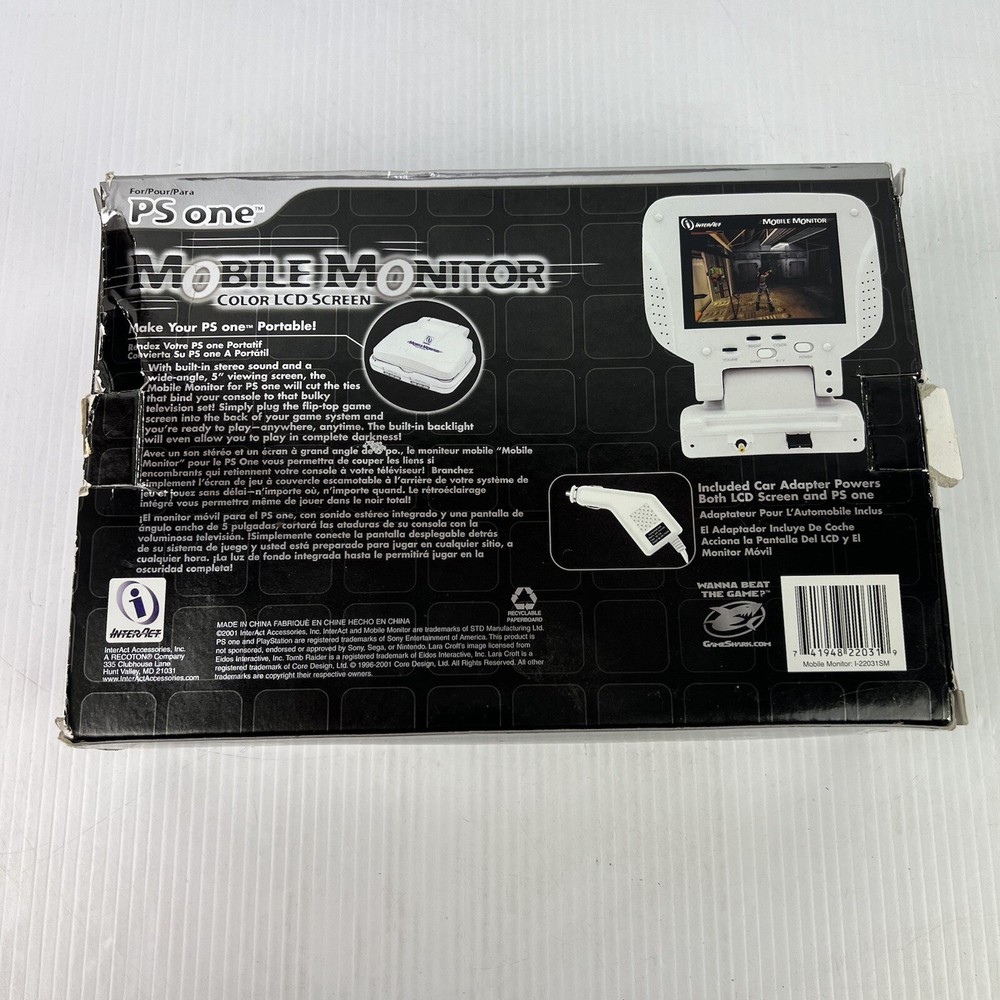 For/Pour/Para
PS one™
MOBILE MONITOR
COLOR LCD SCREEN
Make Your PS one™ Portable!
Rendez Votre PS one Portatif
Convierta Su PS one A Portátil
With built-in stereo sound and a
wide-angle, 5" viewing screen, the
Mobile Monitor for PS one will cut the ties
that bind your console to that bulky
television set! Simply plug the flip-top game
screen into the back of your game system and
you're ready to play—anywhere, anytime. The built-in backlight
will even allow you to play in complete darkness!
Avec un son stéréo et un écran à grand angle de po., le moniteur mobile "Mobile
Monitor" pour le PS One vous permettra de couper les liens si
encombrants qui retiennent votre console à votre téléviseur! Branchez
simplement l'écran de jeu à couvercle escamotable à l'arrière de votre système de
jeu et jouez sans délai—n'importe où, n'importe quand. Le rétroéclairage
intégré vous permettra même de jouer dans le noir total!
¡El monitor móvil para el PS one, con sonido estéreo integrado y una pantalla de
ángulo ancho de 5 pulgadas, cortará las ataduras de su consola con la
voluminosa televisión. ¡Simplemente conecte la pantalla desplegable detrás
de su sistema de juego y usted está preparado para jugar en cualquier sitio, a
cualquier hora. ¡La luz de fondo integrada hasta le permitirá jugar en la
oscuridad completa!
MOBILE MONITOR
INTERACT
MOBILE MONITOR
Included Car Adapter Powers
Both LCD Screen and PS one
Adaptateur Pour L'Automobile Inclus
El Adaptador Incluye De Coche
Acciona la Pantalla Del LCD y El
Monitor Móvil
INTERACT
InterAct Accessories, Inc.
A RECOTON® Company
335 Clubhouse Lane
Hunt Valley, MD 21031
www.InterActAccessories.com
MADE IN CHINA FABRIQUÉ EN CHINE HECHO EN CHINA
©2001 InterAct Accessories, Inc. InterAct and Mobile Monitor are trademarks of STD Manufacturing Ltd.
PS one and PlayStation are registered trademarks of Sony Entertainment of America. This product is
not sponsored, endorsed or approved by Sony, Sega, or Nintendo. Lara Croft's image licensed from
Eidos Interactive, Inc. Tomb Raider is a registered trademark of Eidos Interactive, Inc. Lara Croft is a
registered trademark of Core Design, Ltd. © 1996-2001 Core Design, Ltd. All Rights Reserved. All other
trademarks are copyright their respective owners.
RECYCLABLE
PAPERBOARD
WANNA BEAT
THE GAME?™
GAMESHARK.COM
7 41948 22031 9
Mobile Monitor: I-22031SM